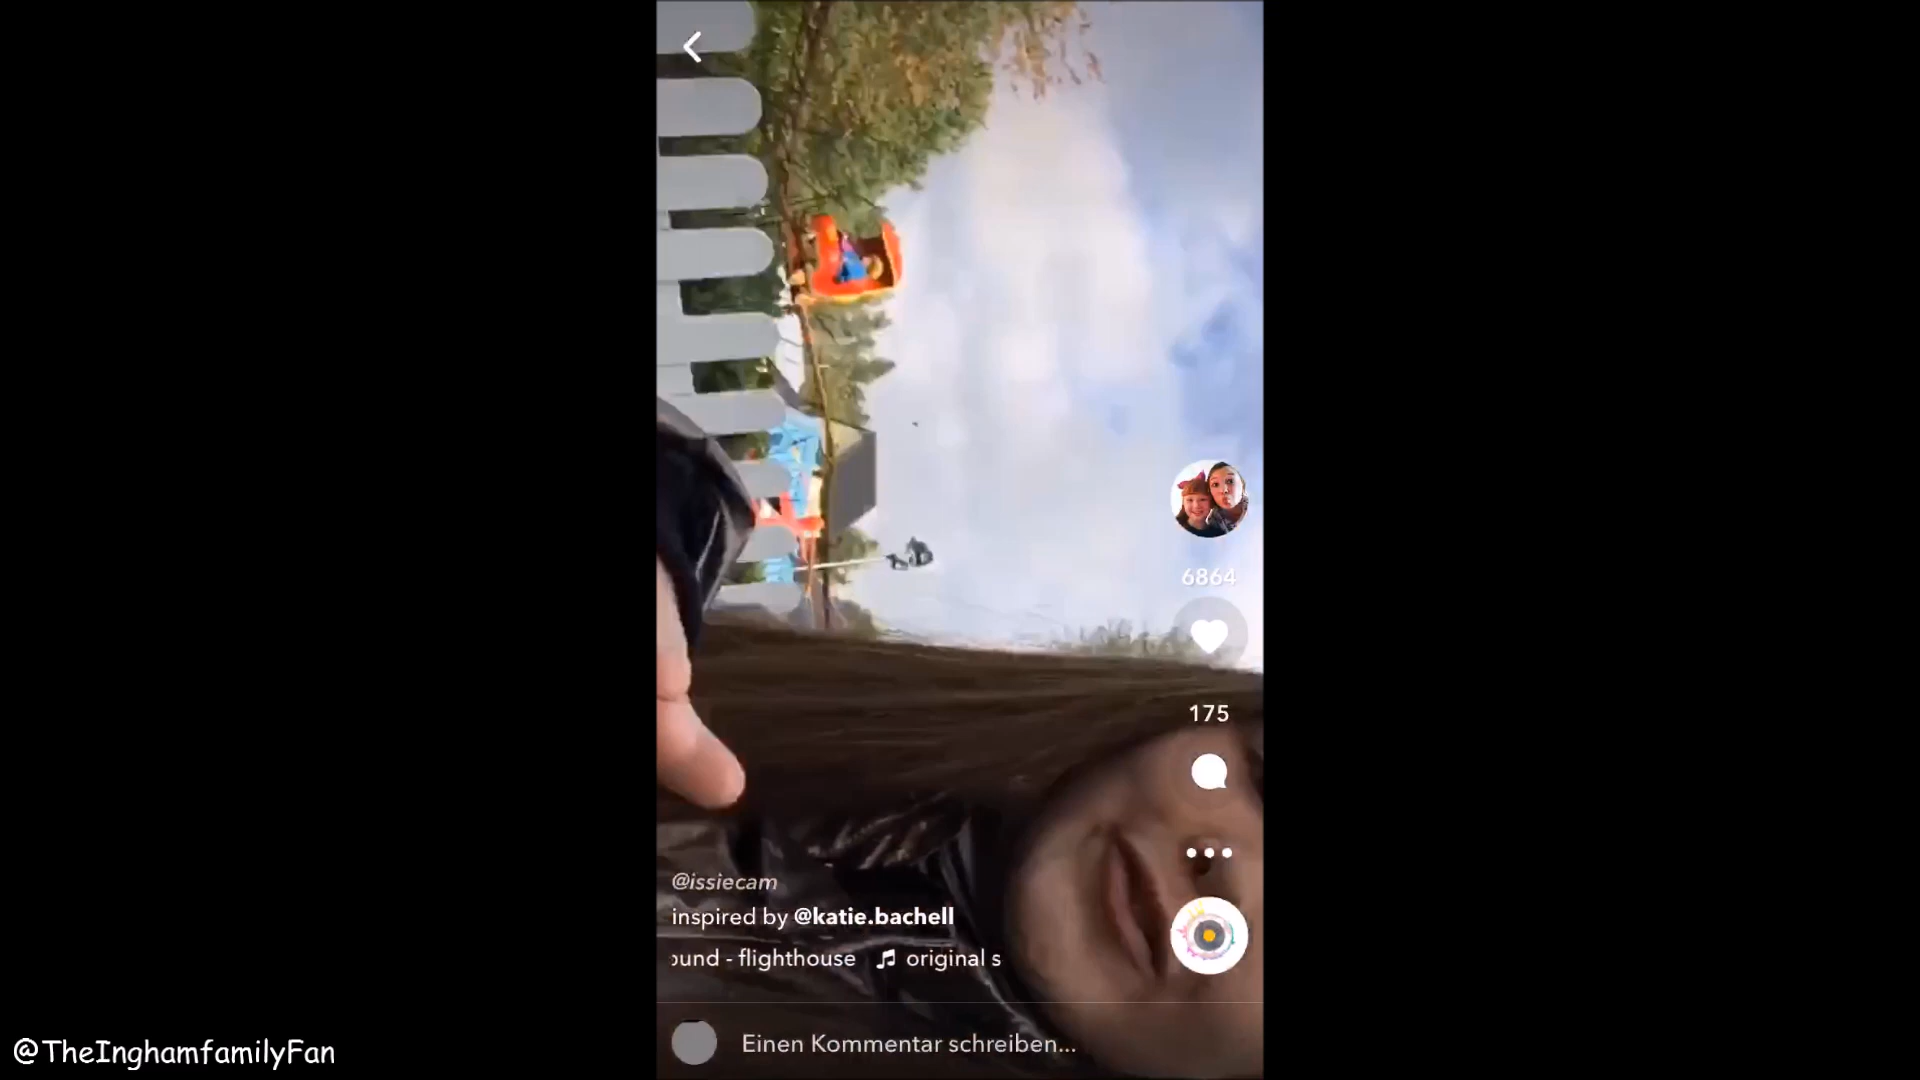 6864
175
@issiecam
inspired by @katie.bachell
ound - flighthouse original s
Einen Kommentar schreiben...
@TheInghamfamilyFan